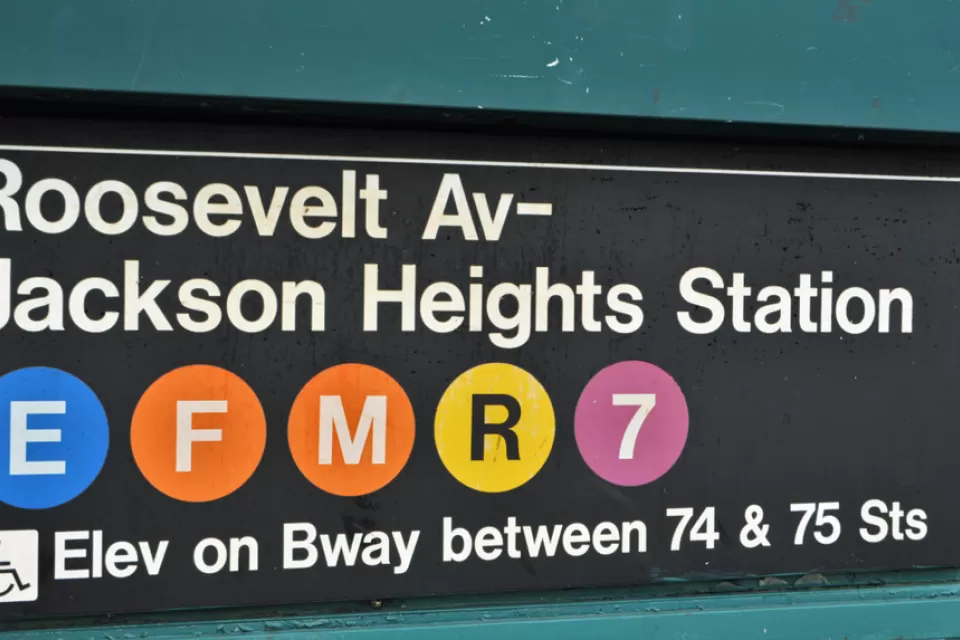 Roosevelt Av-
Jackson Heights Station
E F M R 7
Elev on Bway between 74 & 75 Sts